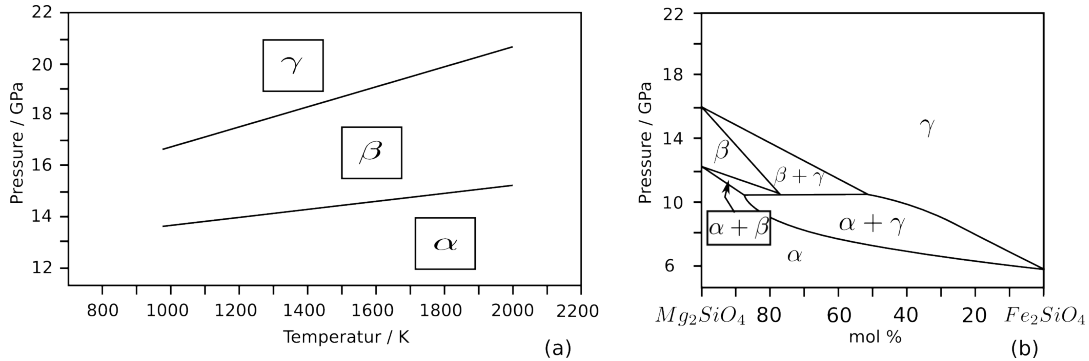 22
20
18
16
14
12
Pressure / GPa
γ
β
α
800 1000 1200 1400 1600 1800 2000 2200
Temperatur / K
(a)
22
18
14
10
6
Pressure / GPa
γ
β
β + γ
α + β
α + γ
α
Mg₂SiO₄ 80 60 40 20 Fe₂SiO₄
mol %
(b)